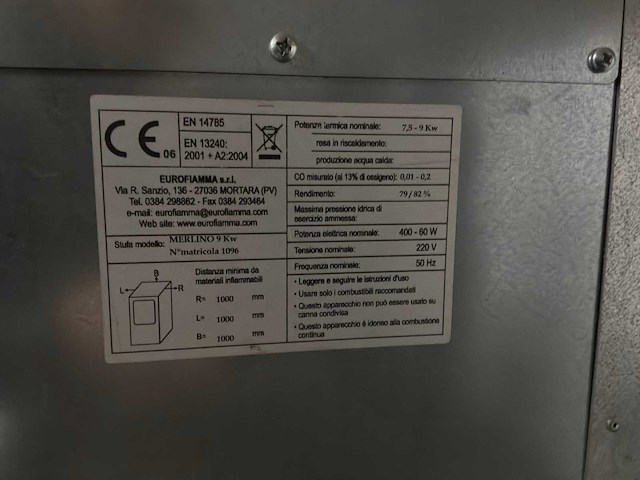 CE 06
EN 14785
EN 13240:
2001 + A2:2004
EUROFIAMMA s.r.l.
Via R. Sanzio, 136 - 27036 MORTARA (PV)
Tel. 0384 298862 - Fax 0384 293464
e-mail: eurofiamma@eurofiamma.com
Web site: www.eurofiamma.com
Stufa modello: MERLINO 9 Kw
N°matricola 1096
B
L
R
Distanza minima da
materiali infiammabili
R= 1000 mm
L= 1000 mm
B= 1000 mm
Potenza termica nominale: 7,5 - 9 Kw
resa in riscaldamento:
produzione acqua calda:
CO misurato (al 13% di ossigeno): 0,01 - 0,2
Rendimento: 79 / 82 %
Massima pressione idrica di
esercizio ammessa:
Potenza elettrica nominale: 400 - 60 W
Tensione nominale: 220 V
Frequenza nominale: 50 Hz
• Leggere e seguire le istruzioni d'uso
• Usare solo i combustibili raccomandati
• Questo apparecchio non può essere usato su
canna condivisa
• Questo apparecchio è idoneo alla combustione
continua